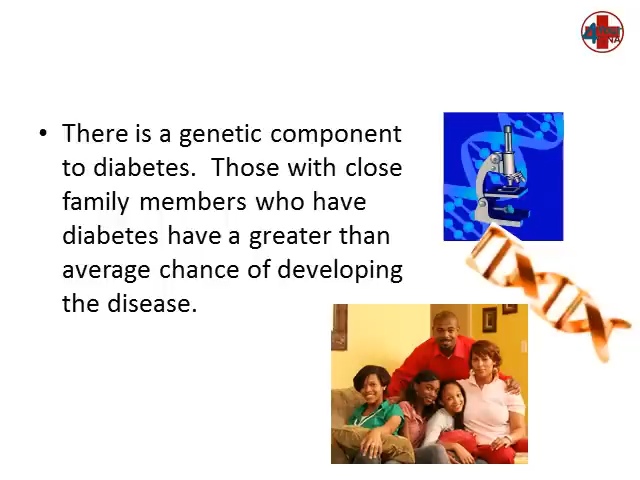 • There is a genetic component
to diabetes.  Those with close
family members who have
diabetes have a greater than
average chance of developing
the disease.